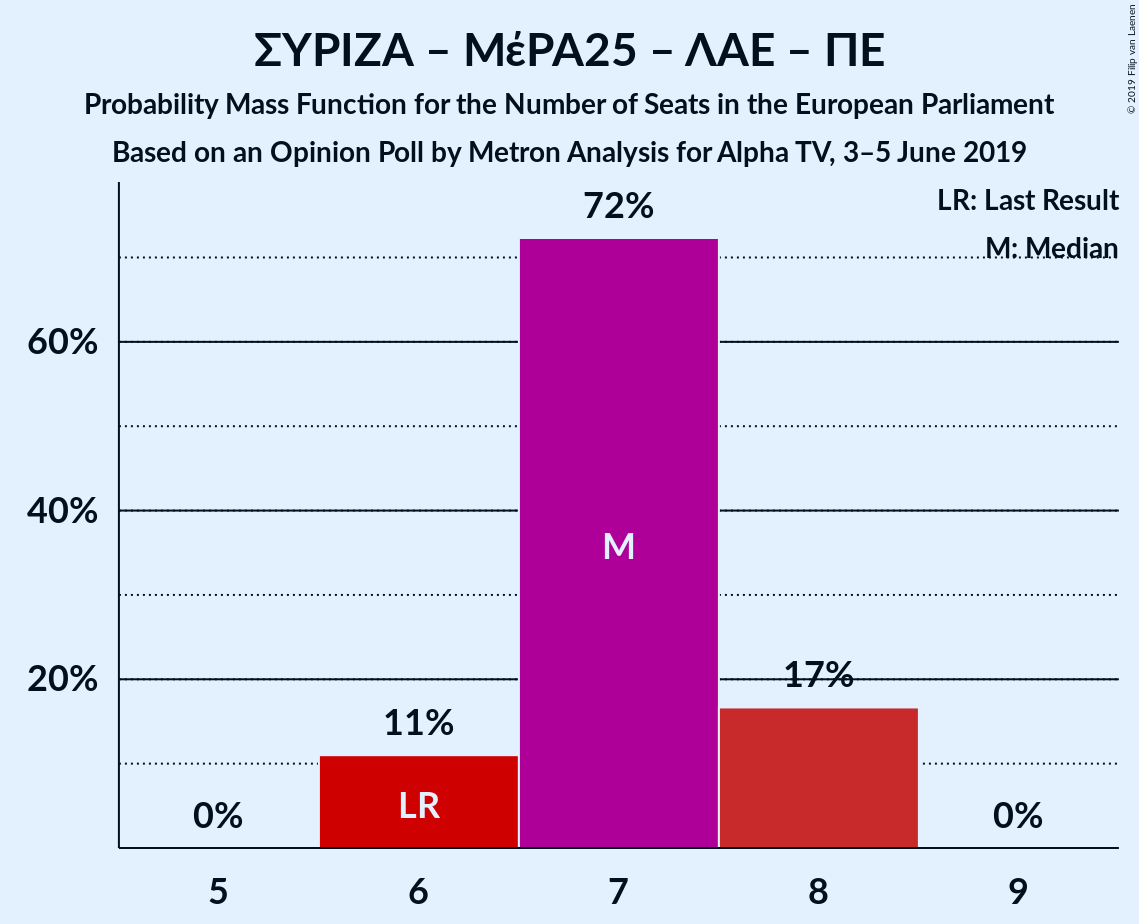 ΣΥΡΙΖΑ – ΜέΡΑ25 – ΛΑΕ – ΠΕ
Probability Mass Function for the Number of Seats in the European Parliament
Based on an Opinion Poll by Metron Analysis for Alpha TV, 3–5 June 2019
© 2019 Filip van Laenen
LR: Last Result
M: Median
72%
60%
40%
M
20%
17%
11%
LR
0%
0%
5 6 7 8 9